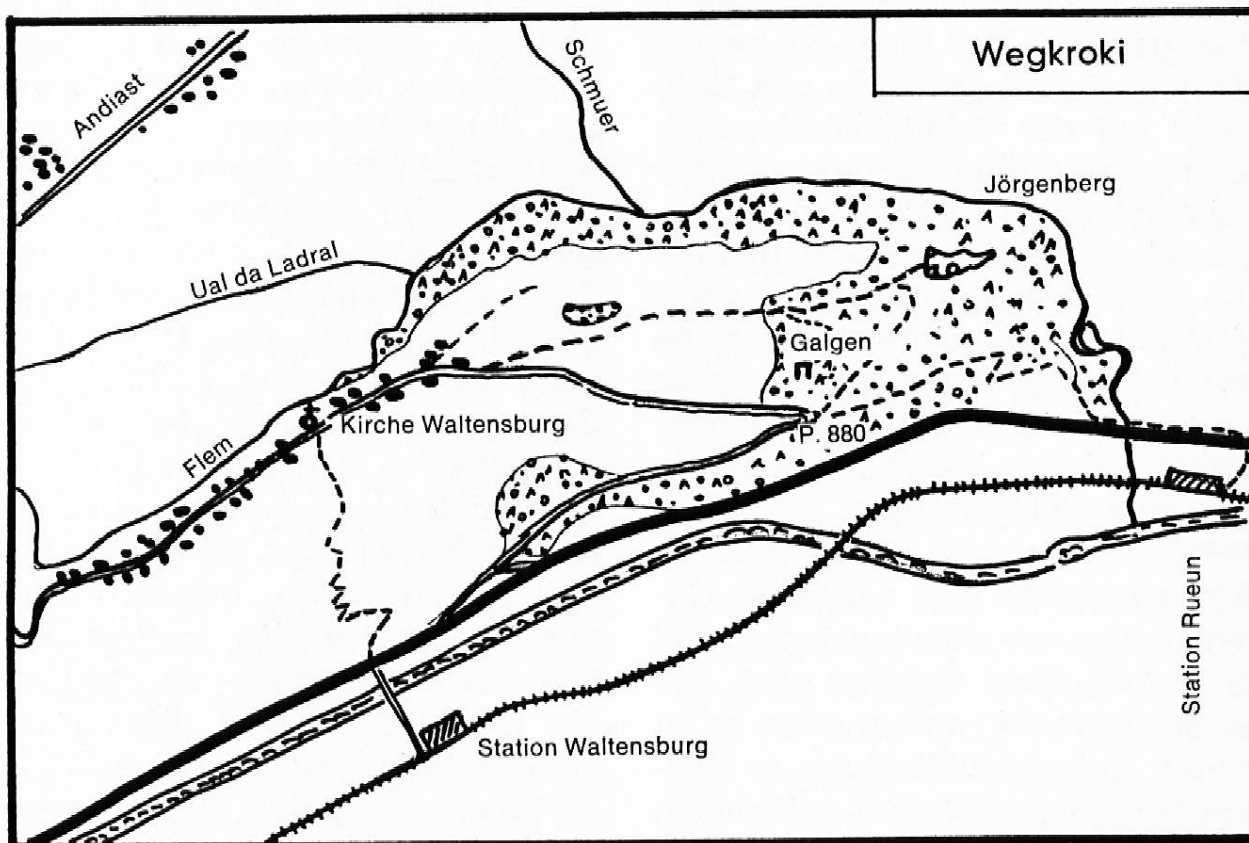 Wegkroki
Andiast
Schmuer
Jörgenberg
Ual da Ladral
Galgen
Flem
Kirche Waltensburg
P. 880
Station Waltensburg
Station Rueun